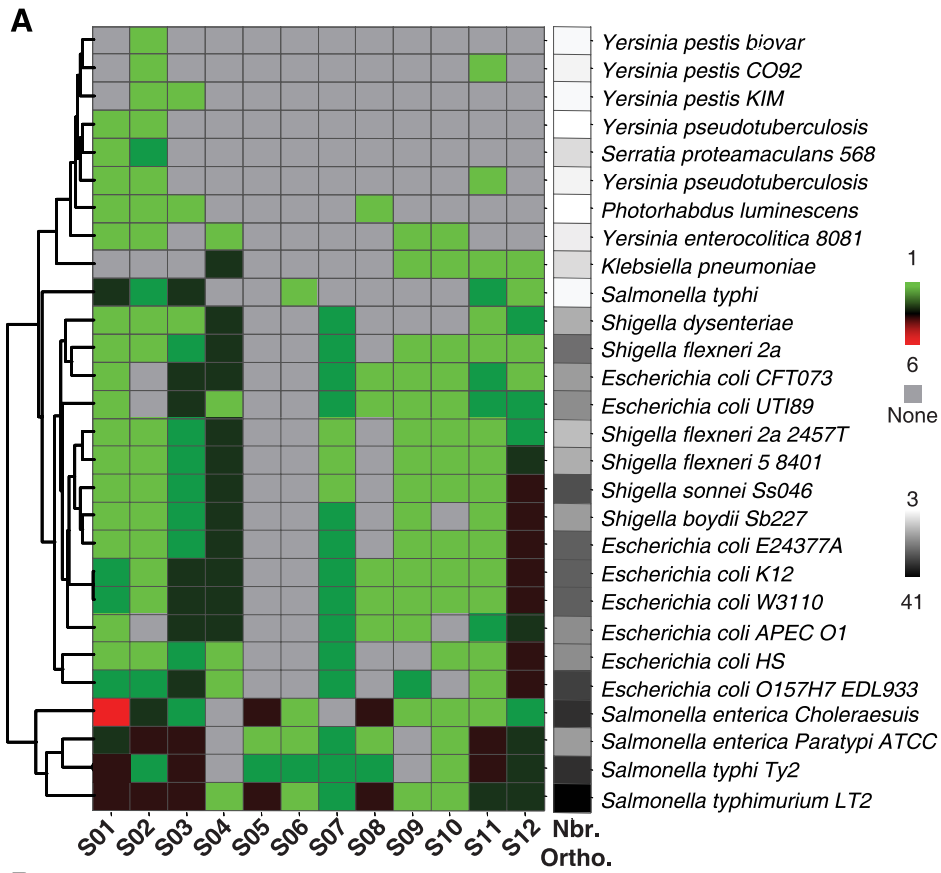 A
Yersinia pestis biovar
Yersinia pestis CO92
Yersinia pestis KIM
Yersinia pseudotuberculosis
Serratia proteamaculans 568
Yersinia pseudotuberculosis
Photorhabdus luminescens
Yersinia enterocolitica 8081
Klebsiella pneumoniae
Salmonella typhi
Shigella dysenteriae
Shigella flexneri 2a
Escherichia coli CFT073
Escherichia coli UTI89
Shigella flexneri 2a 2457T
Shigella flexneri 5 8401
Shigella sonnei Ss046
Shigella boydii Sb227
Escherichia coli E24377A
Escherichia coli K12
Escherichia coli W3110
Escherichia coli APEC O1
Escherichia coli HS
Escherichia coli O157H7 EDL933
Salmonella enterica Choleraesuis
Salmonella enterica Paratypi ATCC
Salmonella typhi Ty2
Salmonella typhimurium LT2
1
6
None
3
41
S01 S02 S03 S04 S05 S06 S07 S08 S09 S10 S11 S12
Nbr.
Ortho.